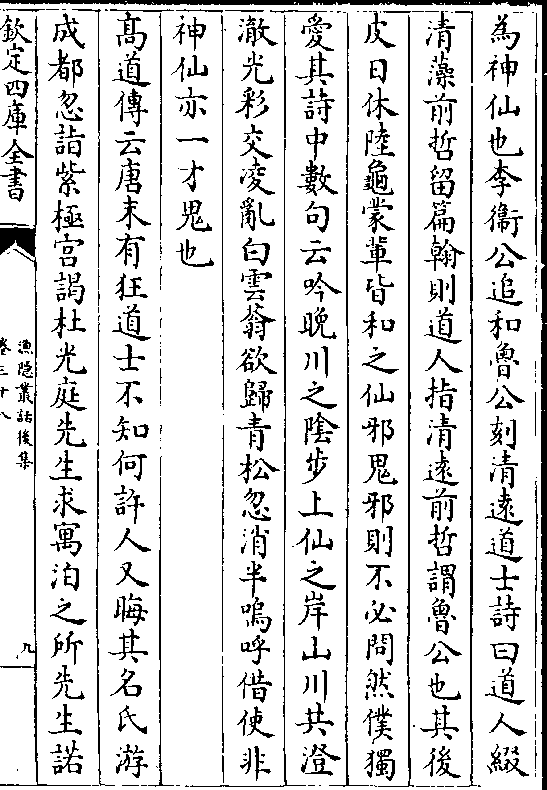 為神仙也李衞公追和魯公刻清遠道士詩曰道人綴
清藻前哲留篇翰則道人指清遠前哲謂魯公也其後
皮日休陸龜蒙軰皆和之仙邪鬼邪則不必問然僕獨
愛其詩中數句云吟晩川之陰步上仙之岸山川共澄
澈光彩交凌亂白雲蓊欲歸青松忽消半嗚呼借使非
神仙亦一才鬼也
髙道傳云唐末有狂道士不知何許人又晦其名氏游
成都忽詣紫極宫謁杜光庭先生求寓泊之所先生諾
欽定四庫全書
漁隱叢話後集
卷三十八
九